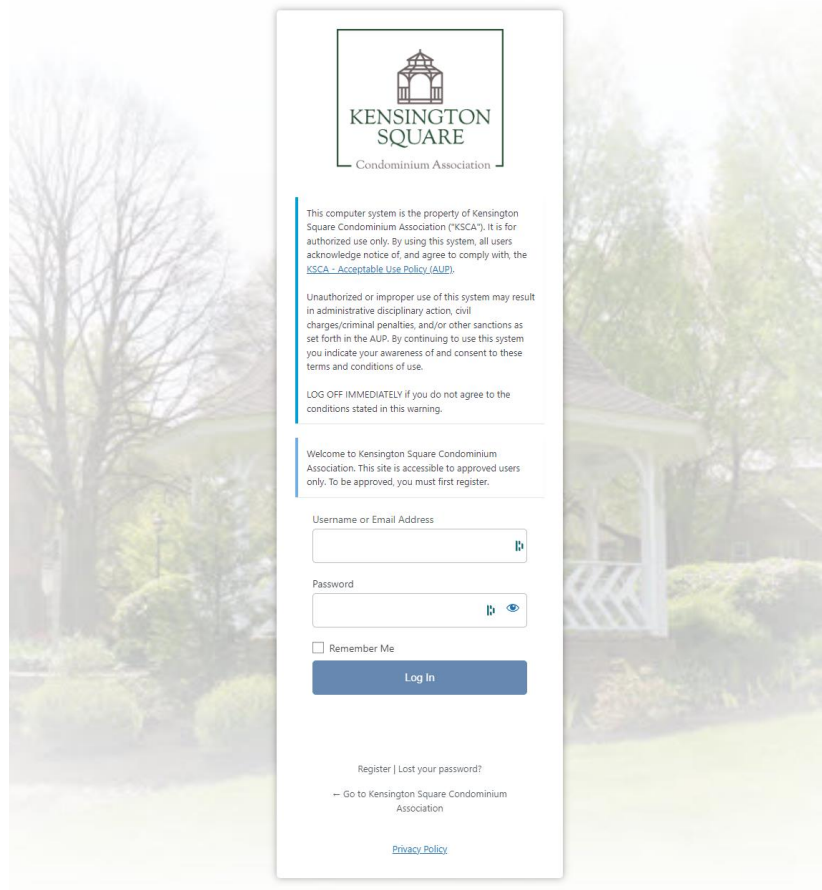 KENSINGTON
SQUARE
Condominium Association
This computer system is the property of Kensington
Square Condominium Association ("KSCA"). It is for
authorized use only. By using this system, all users
acknowledge notice of, and agree to comply with, the
KSCA - Acceptable Use Policy (AUP).
Unauthorized or improper use of this system may result
in administrative disciplinary action, civil
charges/criminal penalties, and/or other sanctions as
set forth in the AUP. By continuing to use this system
you indicate your awareness of and consent to these
terms and conditions of use.
LOG OFF IMMEDIATELY if you do not agree to the
conditions stated in this warning.
Welcome to Kensington Square Condominium
Association. This site is accessible to approved users
only. To be approved, you must first register.
Username or Email Address
Password
Remember Me
Log In
Register | Lost your password?
← Go to Kensington Square Condominium
Association
Privacy Policy